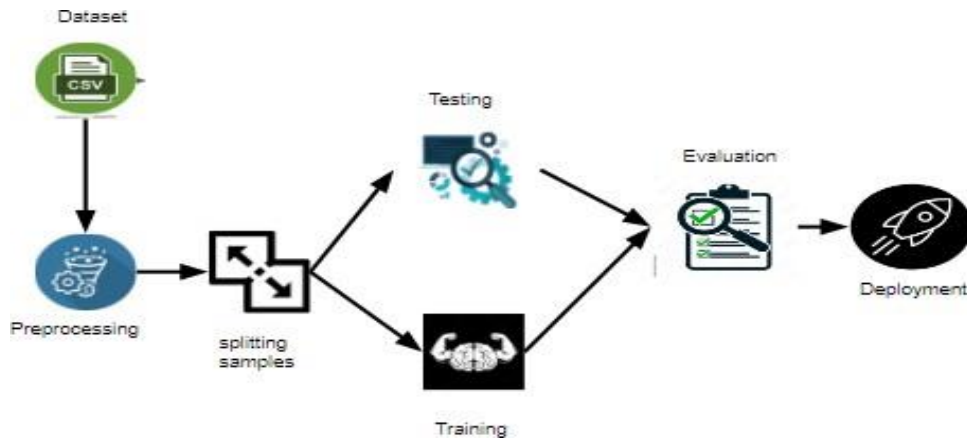 Dataset
CSV
Testing
Evaluation
Preprocessing
splitting
samples
Deployment
Training